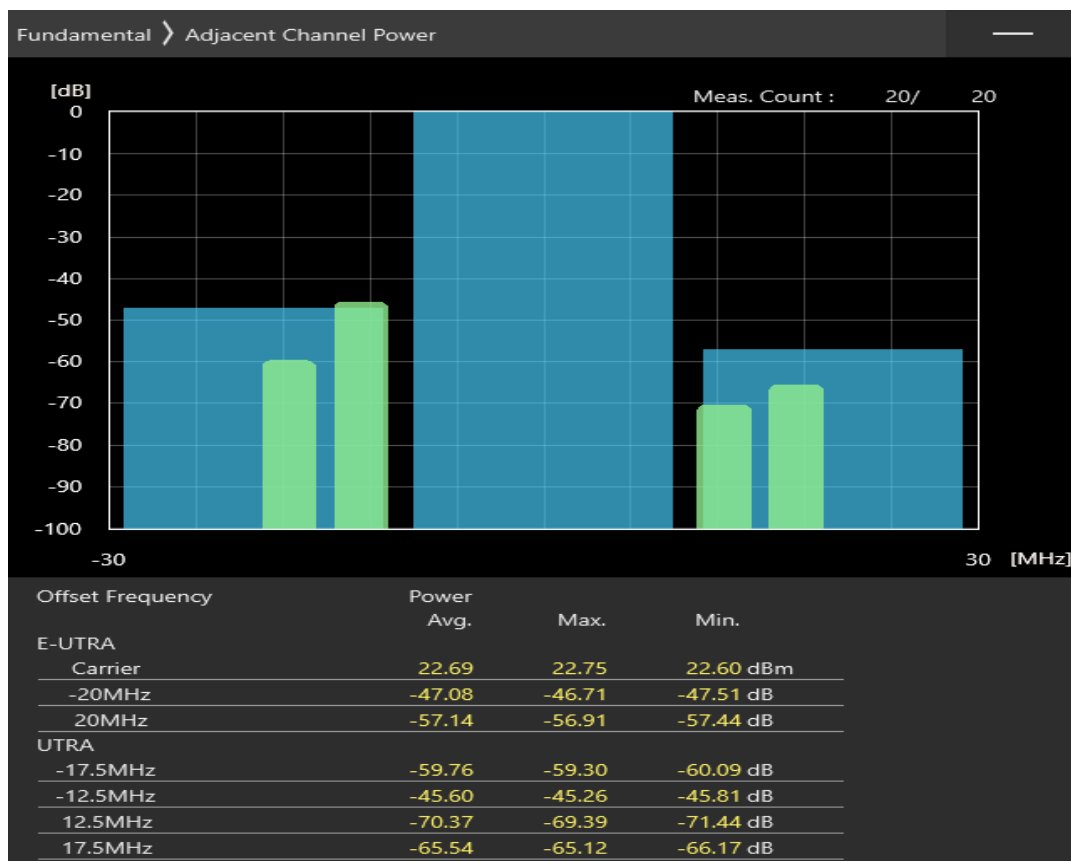 Fundamental 》 Adjacent Channel Power
[dB]
Meas. Count : 20/ 20
0
-10
-20
-30
-40
-50
-60
-70
-80
-90
-100
-30 30 [MHz]
Offset Frequency Power
Avg. Max. Min.
E-UTRA
Carrier 22.69 22.75 22.60 dBm
-20MHz -47.08 -46.71 -47.51 dB
20MHz -57.14 -56.91 -57.44 dB
UTRA
-17.5MHz -59.76 -59.30 -60.09 dB
-12.5MHz -45.60 -45.26 -45.81 dB
12.5MHz -70.37 -69.39 -71.44 dB
17.5MHz -65.54 -65.12 -66.17 dB